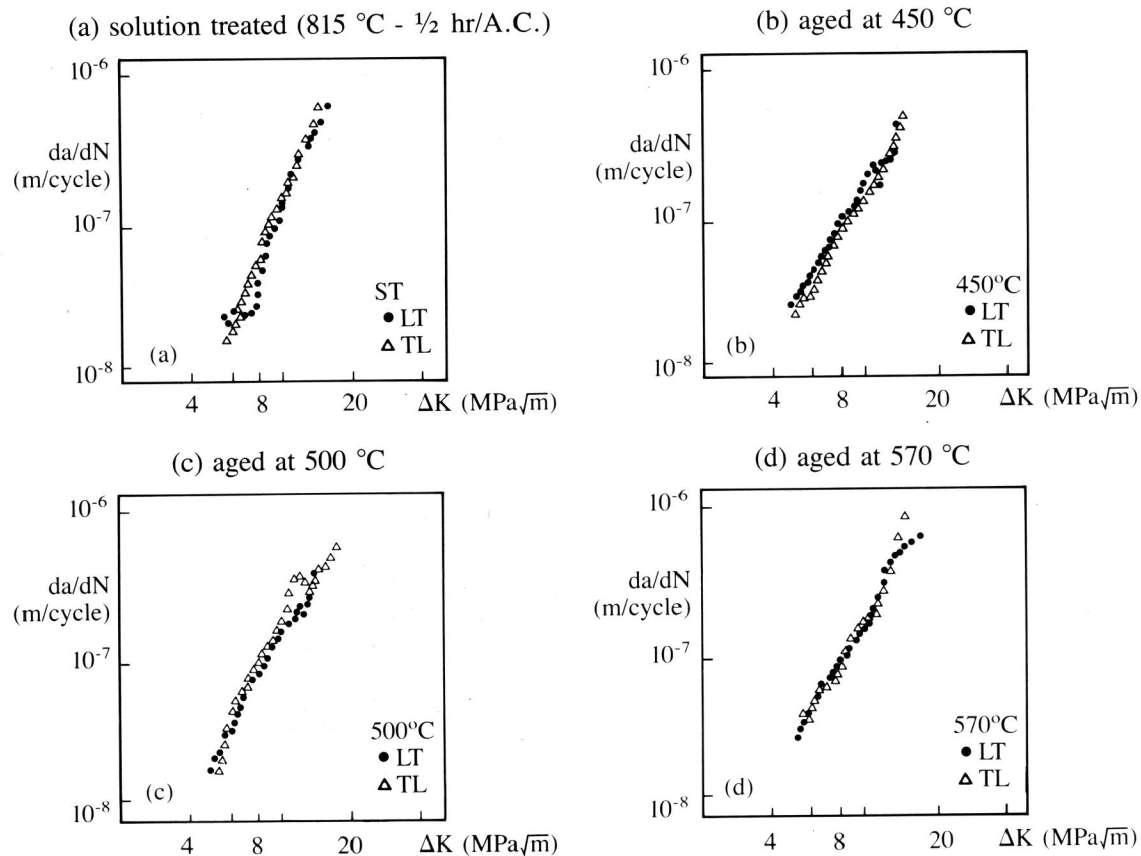 (a) solution treated (815 °C - ½ hr/A.C.)
10⁻⁶
da/dN
(m/cycle)
10⁻⁷
10⁻⁸
ST
● LT
△ TL
(a)
4 8 20 ΔK (MPa√m)
(b) aged at 450 °C
10⁻⁶
da/dN
(m/cycle)
10⁻⁷
10⁻⁸
450°C
● LT
△ TL
(b)
4 8 20 ΔK (MPa√m)
(c) aged at 500 °C
10⁻⁶
da/dN
(m/cycle)
10⁻⁷
10⁻⁸
500°C
● LT
△ TL
(c)
4 8 20 ΔK (MPa√m)
(d) aged at 570 °C
10⁻⁶
da/dN
(m/cycle)
10⁻⁷
10⁻⁸
570°C
● LT
△ TL
(d)
4 8 20 ΔK (MPa√m)